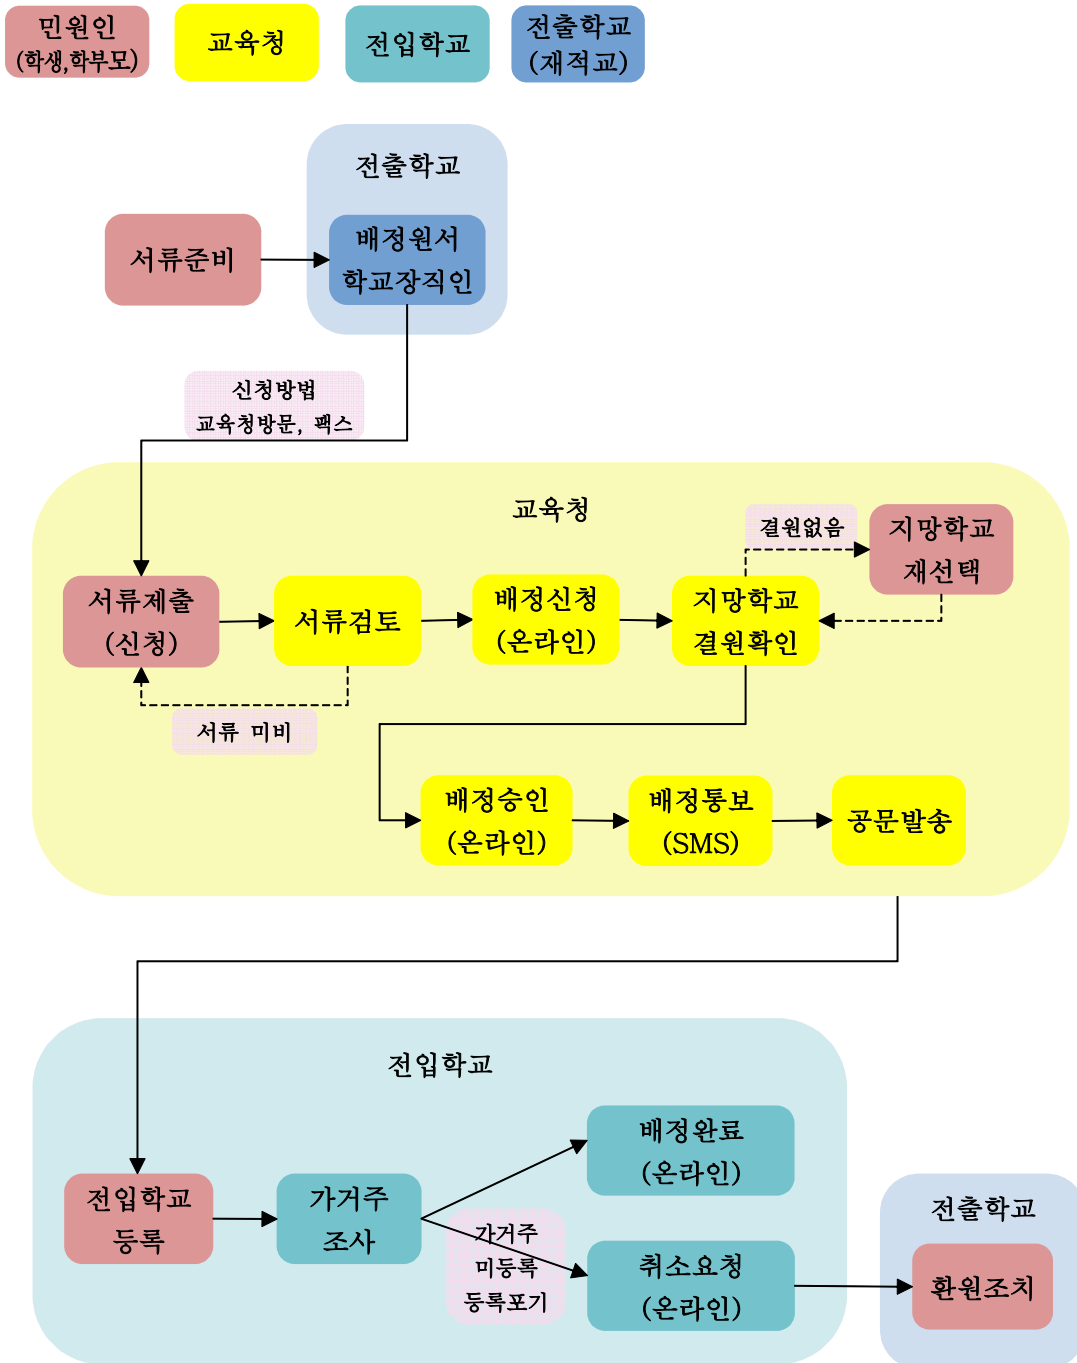 민원인
(학생,학부모)
교육청
전입학교
전출학교
(재적교)
전출학교
서류준비
배정원서
학교장직인
신청방법
교육청방문, 팩스
교육청
결원없음
지망학교
재선택
서류제출
(신청)
서류검토
배정신청
(온라인)
지망학교
결원확인
서류 미비
배정승인
(온라인)
배정통보
(SMS)
공문발송
전입학교
배정완료
(온라인)
전입학교
등록
가거주
조사
가거주
미등록
등록포기
취소요청
(온라인)
전출학교
환원조치